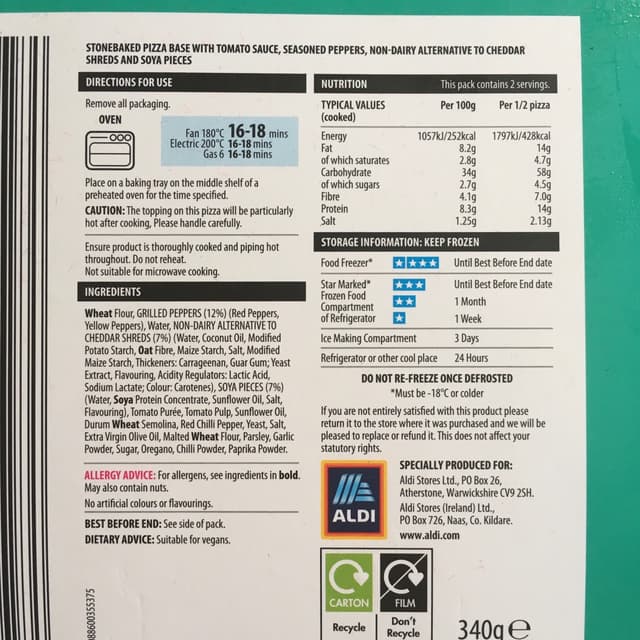 STONEBAKED PIZZA BASE WITH TOMATO SAUCE, SEASONED PEPPERS, NON-DAIRY ALTERNATIVE TO CHEDDAR
SHREDS AND SOYA PIECES
DIRECTIONS FOR USE
Remove all packaging.
OVEN
Fan 180°C 16-18 mins
Electric 200°C 16-18 mins
Gas 6 16-18 mins
Place on a baking tray on the middle shelf of a
preheated oven for the time specified.
CAUTION: The topping on this pizza will be particularly
hot after cooking, Please handle carefully.
Ensure product is thoroughly cooked and piping hot
throughout. Do not reheat.
Not suitable for microwave cooking.
INGREDIENTS
Wheat Flour, GRILLED PEPPERS (12%) (Red Peppers,
Yellow Peppers), Water, NON-DAIRY ALTERNATIVE TO
CHEDDAR SHREDS (7%) (Water, Coconut Oil, Modified
Potato Starch, Oat Fibre, Maize Starch, Salt, Modified
Maize Starch, Thickeners: Carrageenan, Guar Gum; Yeast
Extract, Flavouring, Acidity Regulators: Lactic Acid,
Sodium Lactate; Colour: Carotenes), SOYA PIECES (7%)
(Water, Soya Protein Concentrate, Sunflower Oil, Salt,
Flavouring), Tomato Purée, Tomato Pulp, Sunflower Oil,
Durum Wheat Semolina, Red Chilli Pepper, Yeast, Salt,
Extra Virgin Olive Oil, Malted Wheat Flour, Parsley, Garlic
Powder, Sugar, Oregano, Chilli Powder, Paprika Powder.
ALLERGY ADVICE: For allergens, see ingredients in bold.
May also contain nuts.
No artificial colours or flavourings.
BEST BEFORE END: See side of pack.
DIETARY ADVICE: Suitable for vegans.
NUTRITION This pack contains 2 servings.
TYPICAL VALUES Per 100g Per 1/2 pizza
(cooked)
Energy 1057kJ/252kcal 1797kJ/428kcal
Fat 8.2g 14g
of which saturates 2.8g 4.7g
Carbohydrate 34g 58g
of which sugars 2.7g 4.5g
Fibre 4.1g 7.0g
Protein 8.3g 14g
Salt 1.25g 2.13g
STORAGE INFORMATION: KEEP FROZEN
Food Freezer* Until Best Before End date
Star Marked* Until Best Before End date
Frozen Food
Compartment 1 Month
of Refrigerator 1 Week
Ice Making Compartment 3 Days
Refrigerator or other cool place 24 Hours
DO NOT RE-FREEZE ONCE DEFROSTED
*Must be -18°C or colder
If you are not entirely satisfied with this product please
return it to the store where it was purchased and we will be
pleased to replace or refund it. This does not affect your
statutory rights.
ALDI
SPECIALLY PRODUCED FOR:
Aldi Stores Ltd., PO Box 26,
Atherstone, Warwickshire CV9 2SH.
Aldi Stores (Ireland) Ltd.,
PO Box 726, Naas, Co. Kildare.
www.aldi.com
CARTON FILM
Recycle Don't
Recycle
340g e